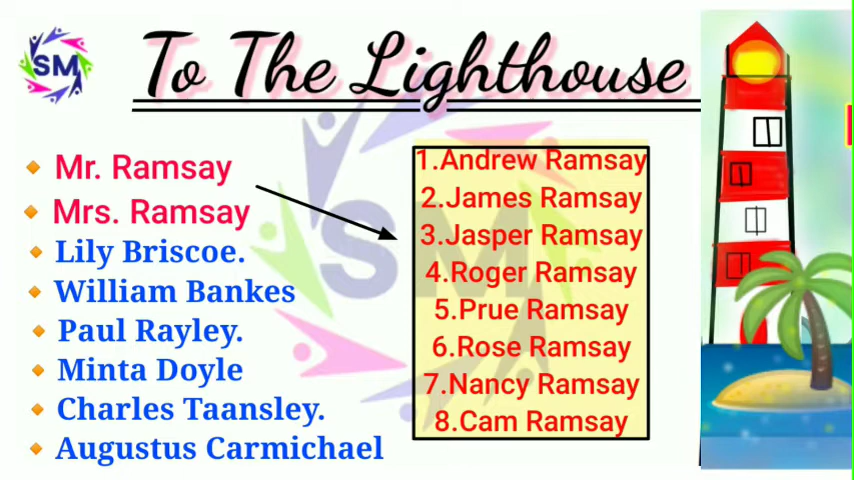 SM
To The Lighthouse
Mr. Ramsay
Mrs. Ramsay
Lily Briscoe.
William Bankes
Paul Rayley.
Minta Doyle
Charles Taansley.
Augustus Carmichael
1.Andrew Ramsay
2.James Ramsay
3.Jasper Ramsay
4.Roger Ramsay
5.Prue Ramsay
6.Rose Ramsay
7.Nancy Ramsay
8.Cam Ramsay
SM